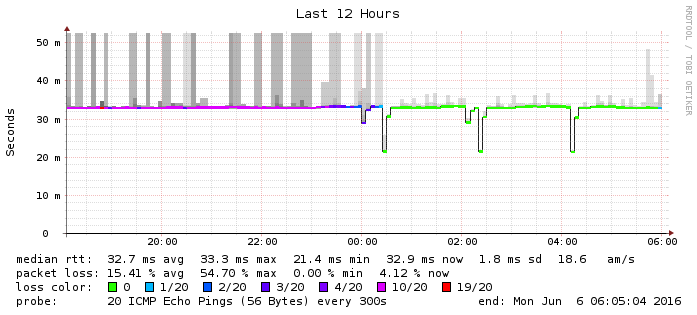 Last 12 Hours
RRDTOOL / TOBI OETIKER
Seconds
50 m
40 m
30 m
20 m
10 m
0
20:00 22:00 00:00 02:00 04:00 06:00
median rtt: 32.7 ms avg 33.3 ms max 21.4 ms min 32.9 ms now 1.8 ms sd 18.6 am/s
packet loss: 15.41 % avg 54.70 % max 0.00 % min 4.12 % now
loss color: 0 1/20 2/20 3/20 4/20 10/20 19/20
probe: 20 ICMP Echo Pings (56 Bytes) every 300s end: Mon Jun 6 06:05:04 2016